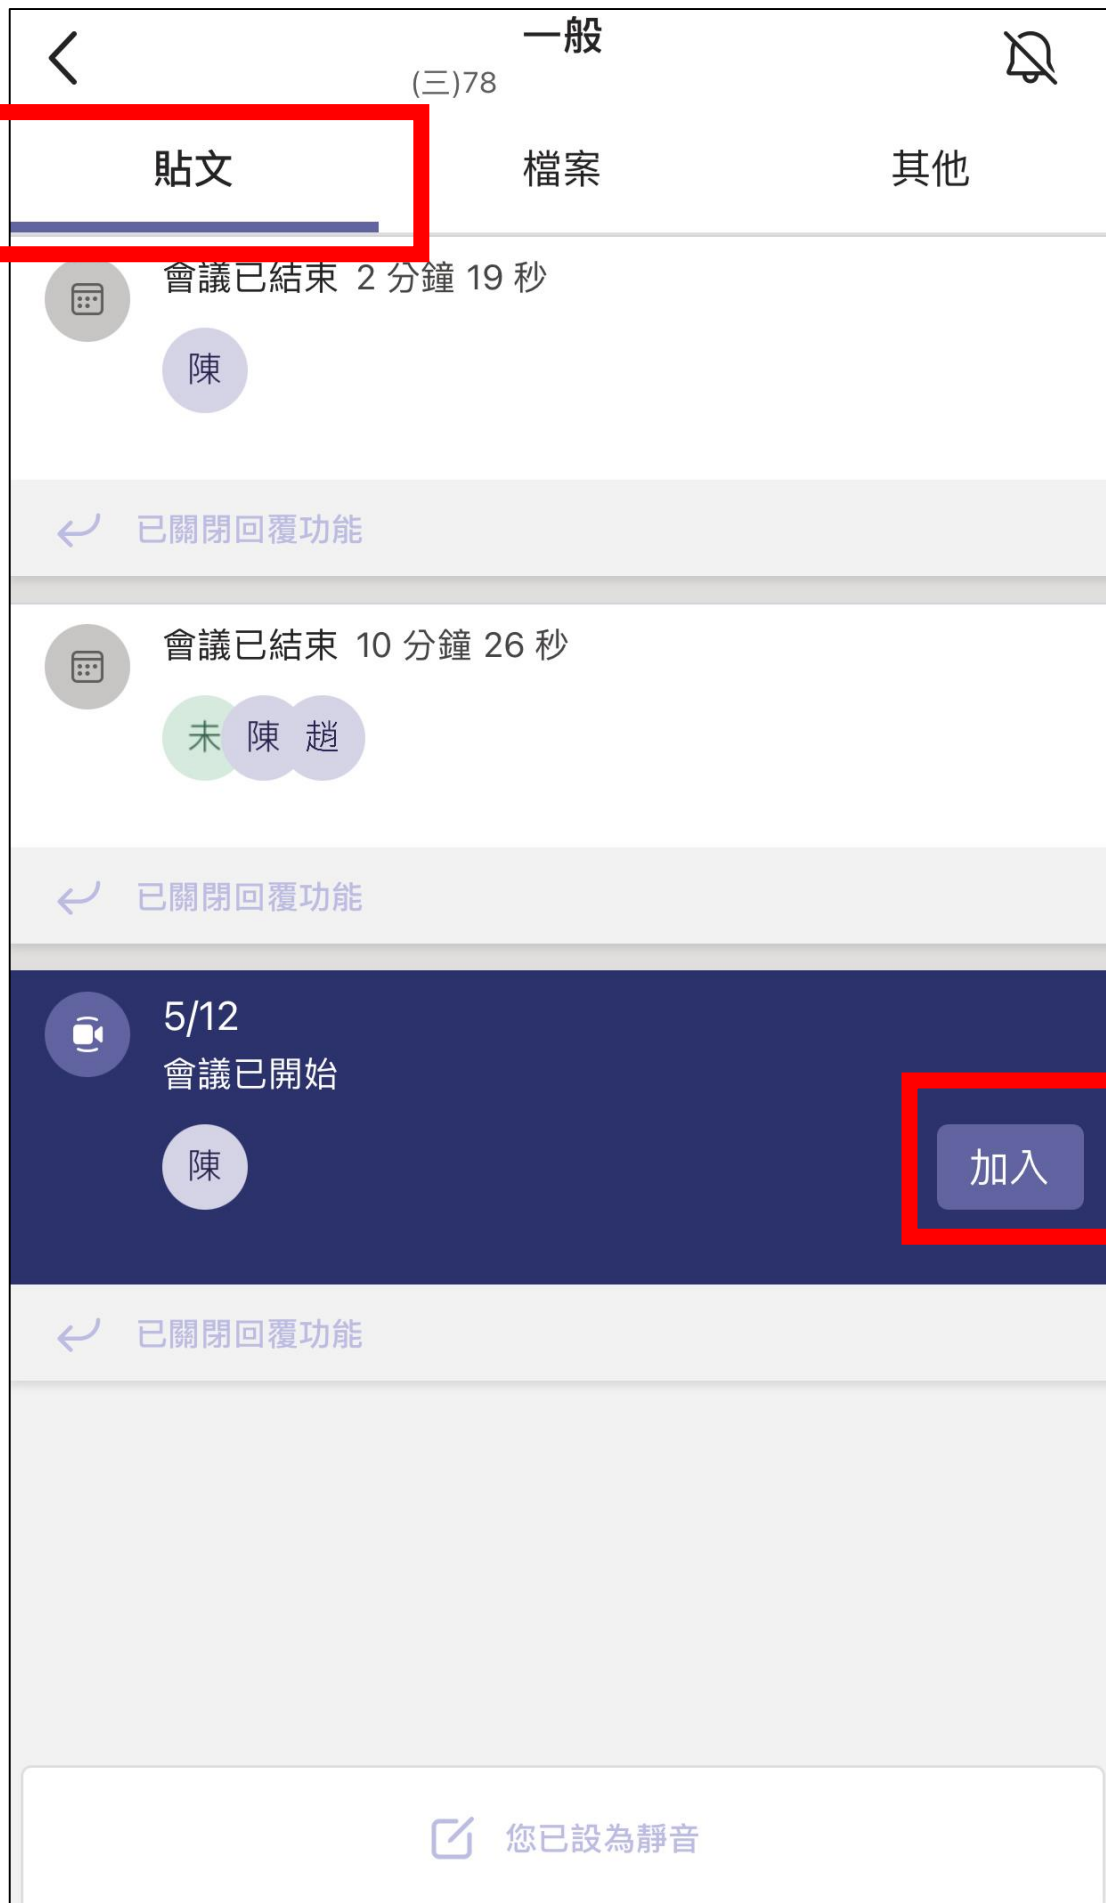 一般
(三)78
貼文 檔案 其他
會議已結束 2 分鐘 19 秒
陳
已關閉回覆功能
會議已結束 10 分鐘 26 秒
未 陳 趙
已關閉回覆功能
5/12
會議已開始
陳
加入
已關閉回覆功能
您已設為靜音